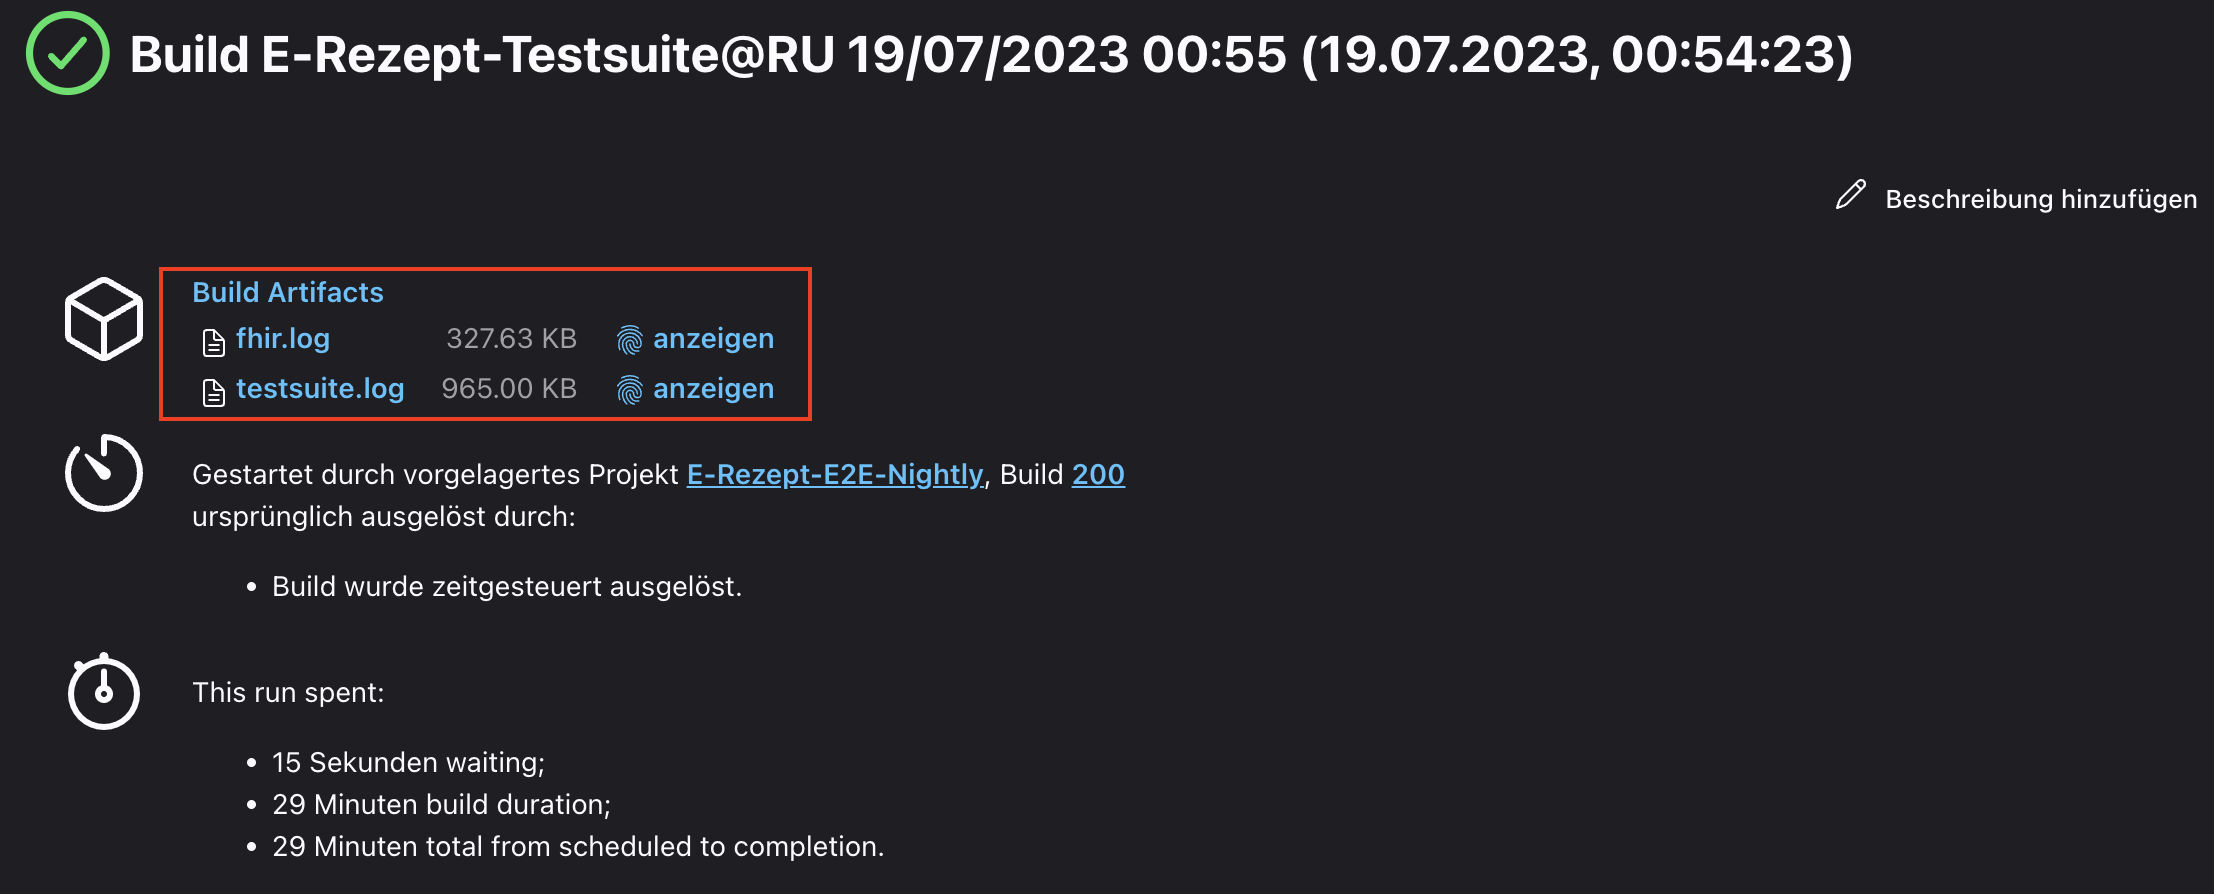 Build E-Rezept-Testsuite@RU 19/07/2023 00:55 (19.07.2023, 00:54:23)
Beschreibung hinzufügen
Build Artifacts
fhir.log 327.63 KB anzeigen
testsuite.log 965.00 KB anzeigen
Gestartet durch vorgelagertes Projekt E-Rezept-E2E-Nightly, Build 200
ursprünglich ausgelöst durch:
• Build wurde zeitgesteuert ausgelöst.
This run spent:
• 15 Sekunden waiting;
• 29 Minuten build duration;
• 29 Minuten total from scheduled to completion.